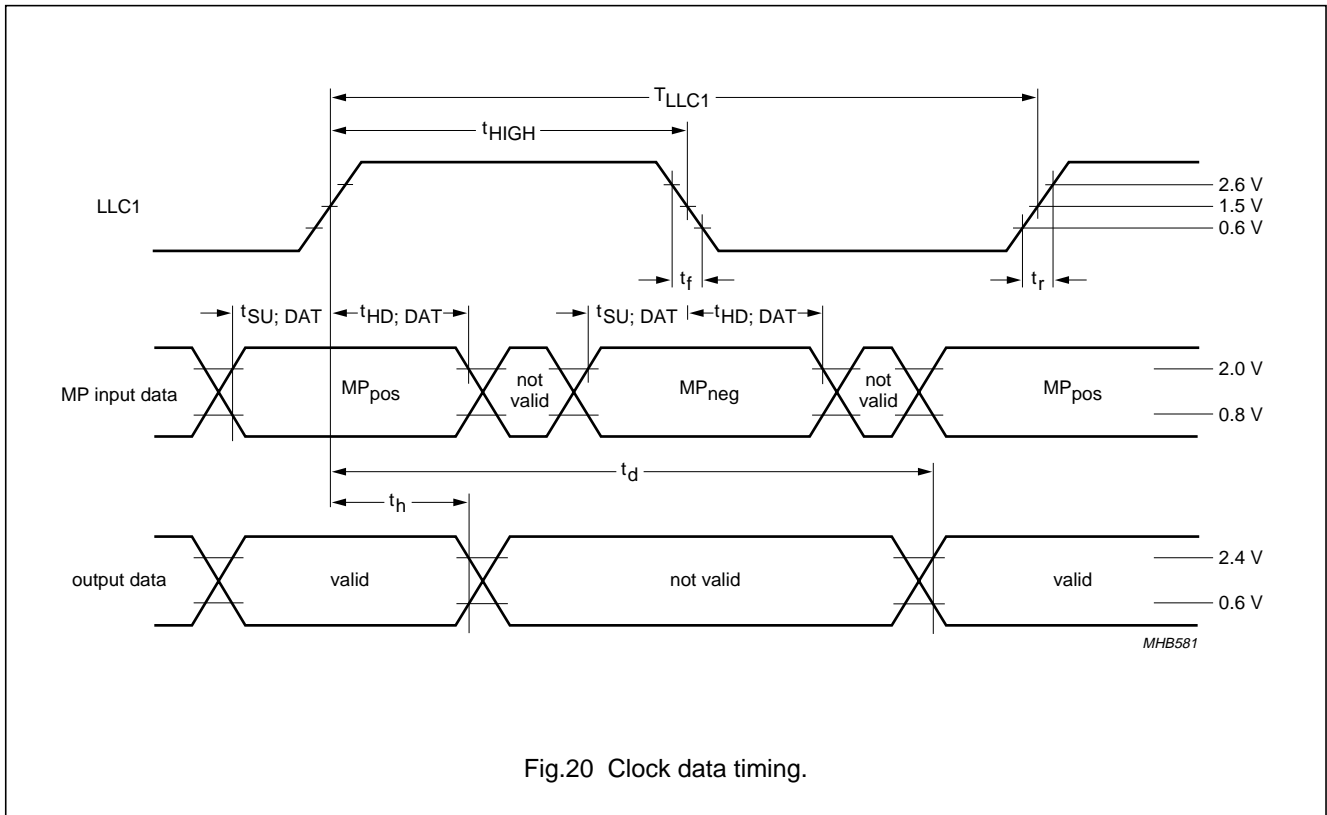 TLLC1
tHIGH
LLC1
2.6 V
1.5 V
0.6 V
tf
tr
tSU; DAT
tHD; DAT
tSU; DAT
tHD; DAT
MP input data
MPpos
not
valid
MPneg
not
valid
MPpos
2.0 V
0.8 V
td
th
output data
valid
not valid
valid
2.4 V
0.6 V
MHB581
Fig.20 Clock data timing.